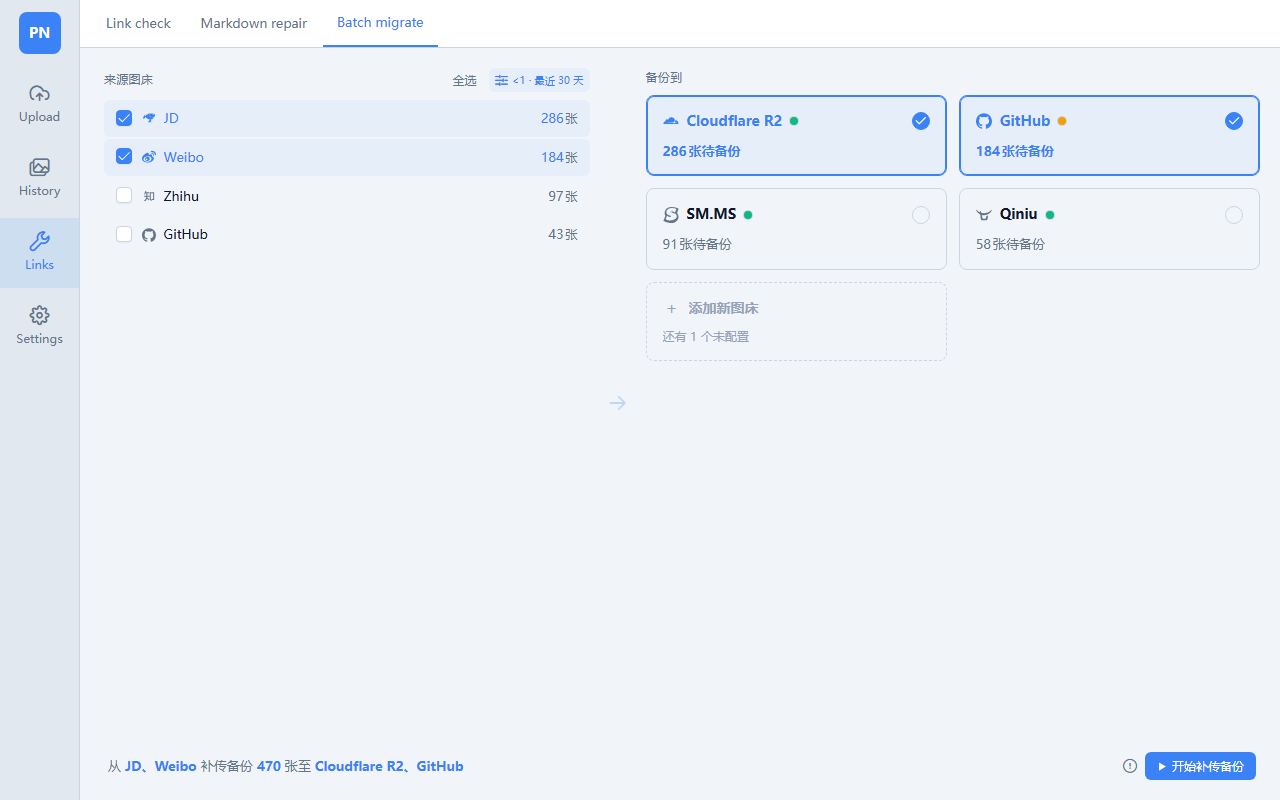 PN
Upload
History
Links
Settings
Link check
Markdown repair
Batch migrate
来源图床
全选
<1 · 最近 30 天
JD
286张
Weibo
184张
知
Zhihu
97张
GitHub
43张
备份到
Cloudflare R2
286张待备份
GitHub
184张待备份
SM.MS
91张待备份
Qiniu
58张待备份
+ 添加新图床
还有 1 个未配置
从 JD、Weibo 补传备份 470 张至 Cloudflare R2、GitHub
开始补传备份